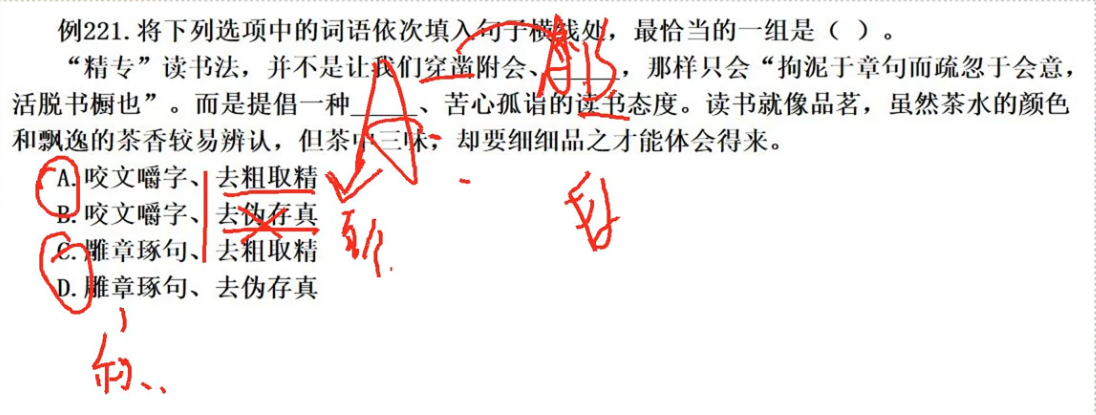 例221.将下列选项中的词语依次填入句子横线处，最恰当的一组是（ ）。
“精专”读书法，并不是让我们穿凿附会、_____，那样只会“拘泥于章句而疏忽于会意，
活脱书橱也”。而是提倡一种_____、苦心孤诣的读书态度。读书就像品茗，虽然茶水的颜色
和飘逸的茶香较易辨认，但茶中三味，却要细细品之才能体会得来。
A.咬文嚼字、去粗取精
B.咬文嚼字、去伪存真
C.雕章琢句、去粗取精
D.雕章琢句、去伪存真